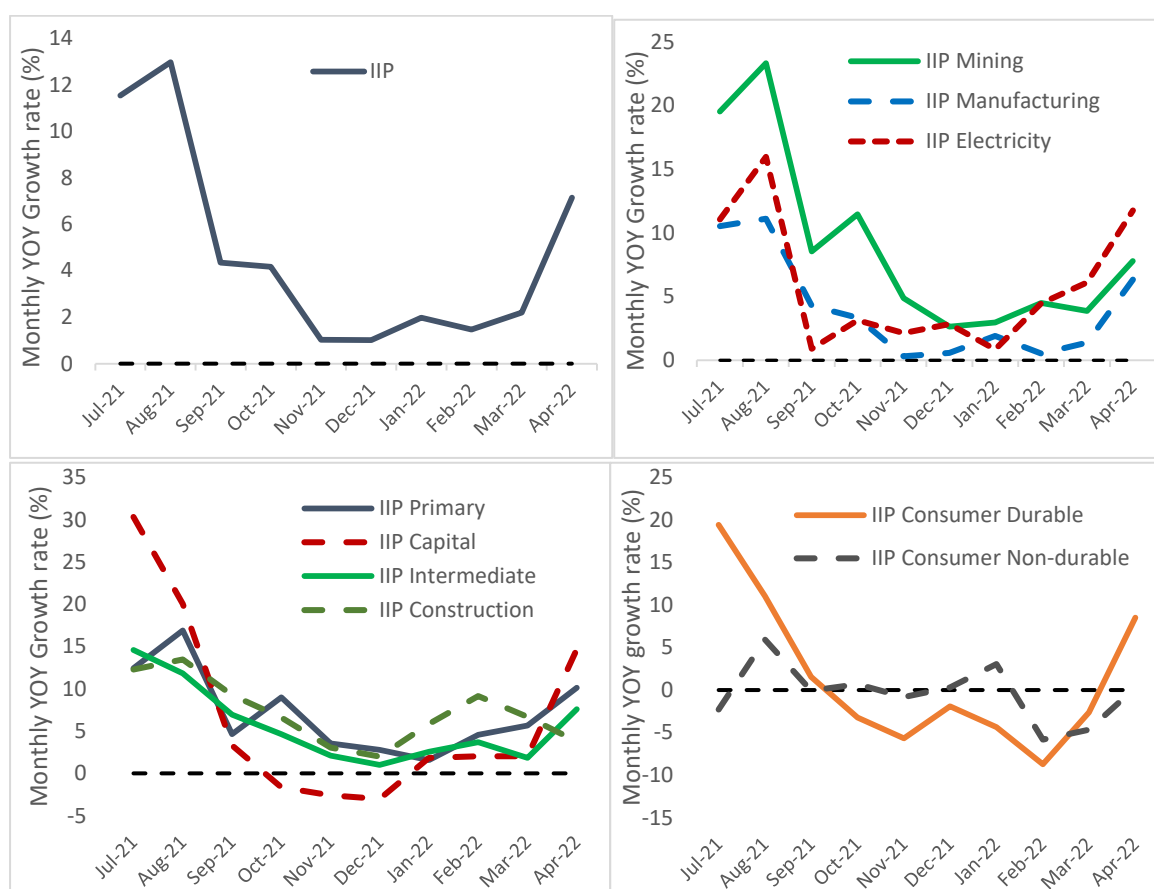 Monthly YOY Growth rate (%)
14
12
10
8
6
4
2
0
IIP
Jul-21
Aug-21
Sep-21
Oct-21
Nov-21
Dec-21
Jan-22
Feb-22
Mar-22
Apr-22
Monthly YOY Growth rate (%)
25
20
15
10
5
0
IIP Mining
IIP Manufacturing
IIP Electricity
Jul-21
Aug-21
Sep-21
Oct-21
Nov-21
Dec-21
Jan-22
Feb-22
Mar-22
Apr-22
Monthly YOY Growth rate (%)
35
30
25
20
15
10
5
0
-5
IIP Primary
IIP Capital
IIP Intermediate
IIP Construction
Jul-21
Aug-21
Sep-21
Oct-21
Nov-21
Dec-21
Jan-22
Feb-22
Mar-22
Apr-22
Monthly YOY growth rate (%)
25
20
15
10
5
0
-5
-10
-15
IIP Consumer Durable
IIP Consumer Non-durable
Jul-21
Aug-21
Sep-21
Oct-21
Nov-21
Dec-21
Jan-22
Feb-22
Mar-22
Apr-22